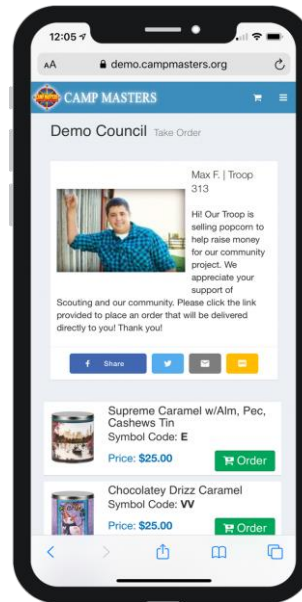 12:05
AA demo.campmasters.org
CAMP MASTERS
Demo Council Take Order
Max F. | Troop
313
Hi! Our Troop is
selling popcorn to
help raise money
for our community
project. We
appreciate your
support of
Scouting and our community. Please click the link
provided to place an order that will be delivered
directly to you! Thank you!
Share
Supreme Caramel w/Alm, Pec,
Cashews Tin
Symbol Code: E
Price: $25.00 Order
Chocolatey Drizz Caramel
Symbol Code: VV
Price: $25.00 Order